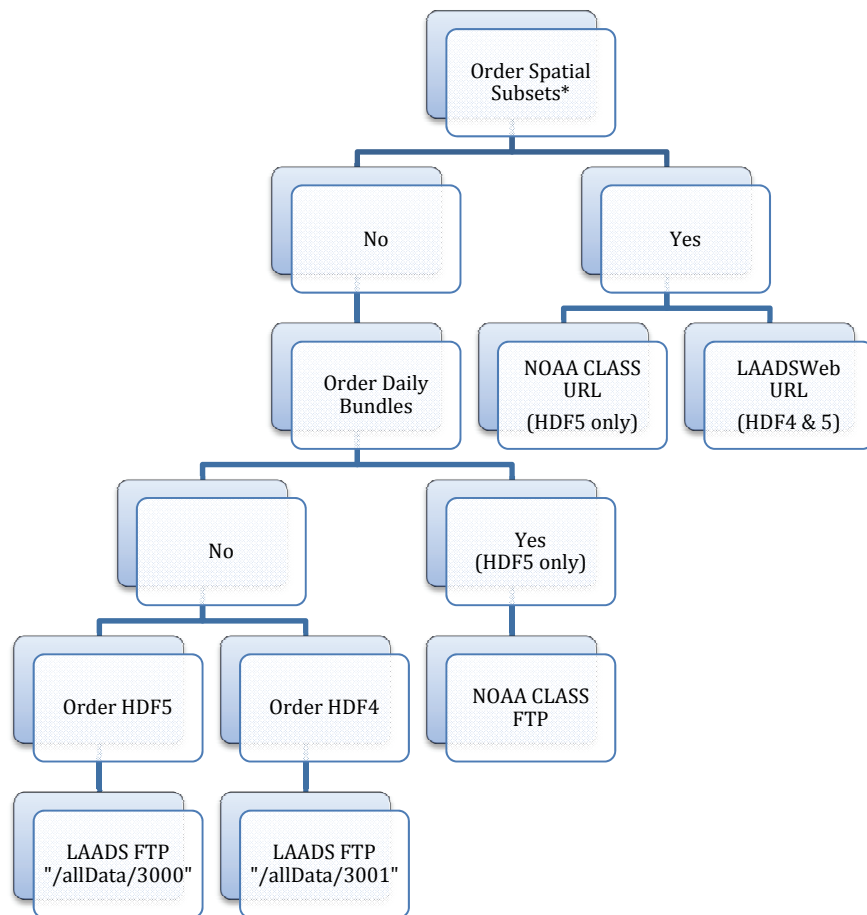 Order Spatial
Subsets*
No
Yes
Order Daily
Bundles
NOAA CLASS
URL
(HDF5 only)
LAADSWeb
URL
(HDF4 & 5)
No
Yes
(HDF5 only)
Order HDF5
Order HDF4
NOAA CLASS
FTP
LAADS FTP
"/allData/3000"
LAADS FTP
"/allData/3001"